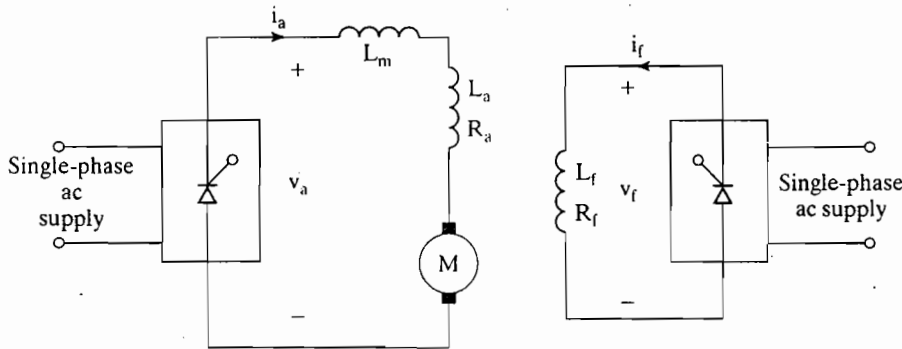 i_a
+
L_m
L_a
R_a
Single-phase
ac
supply
v_a
M
−
i_f
+
L_f
R_f
v_f
Single-phase
ac supply
−